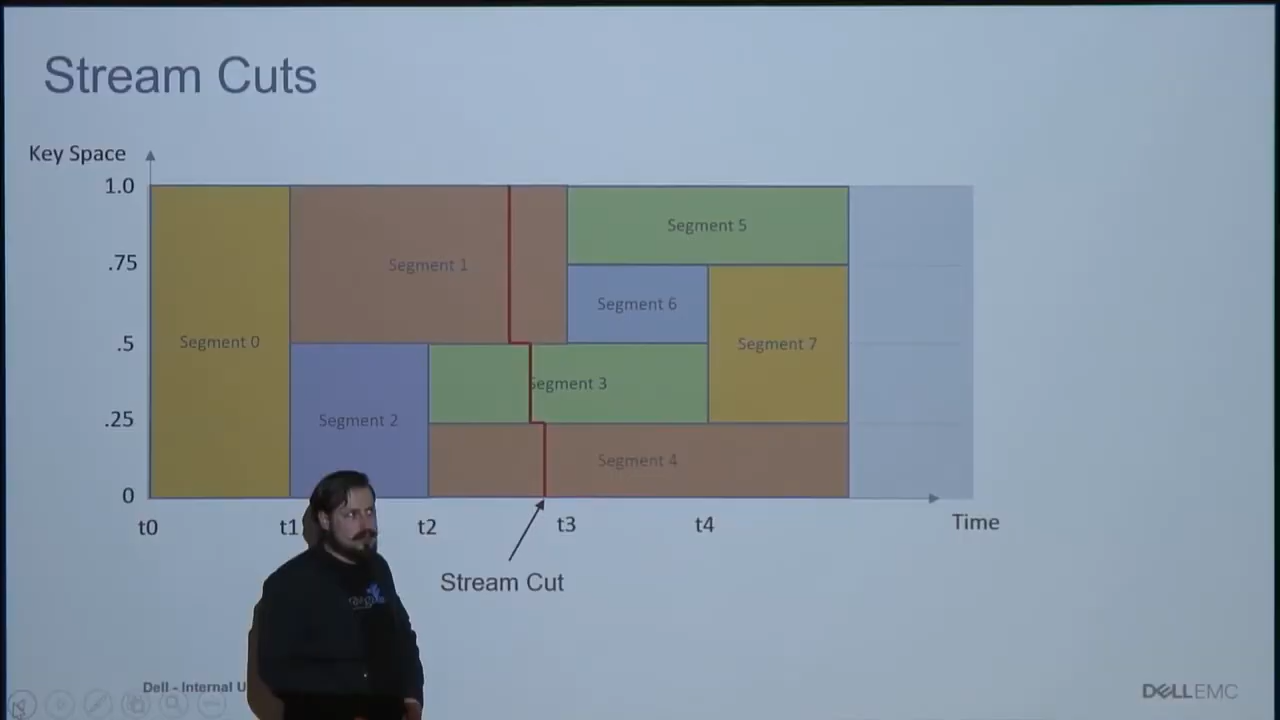 Stream Cuts
Key Space
1.0
.75
.5
.25
0
Segment 0
Segment 1
Segment 2
Segment 3
Segment 4
Segment 5
Segment 6
Segment 7
t0
t1
t2
t3
t4
Time
Stream Cut
Dell - Internal U
DELLEMC